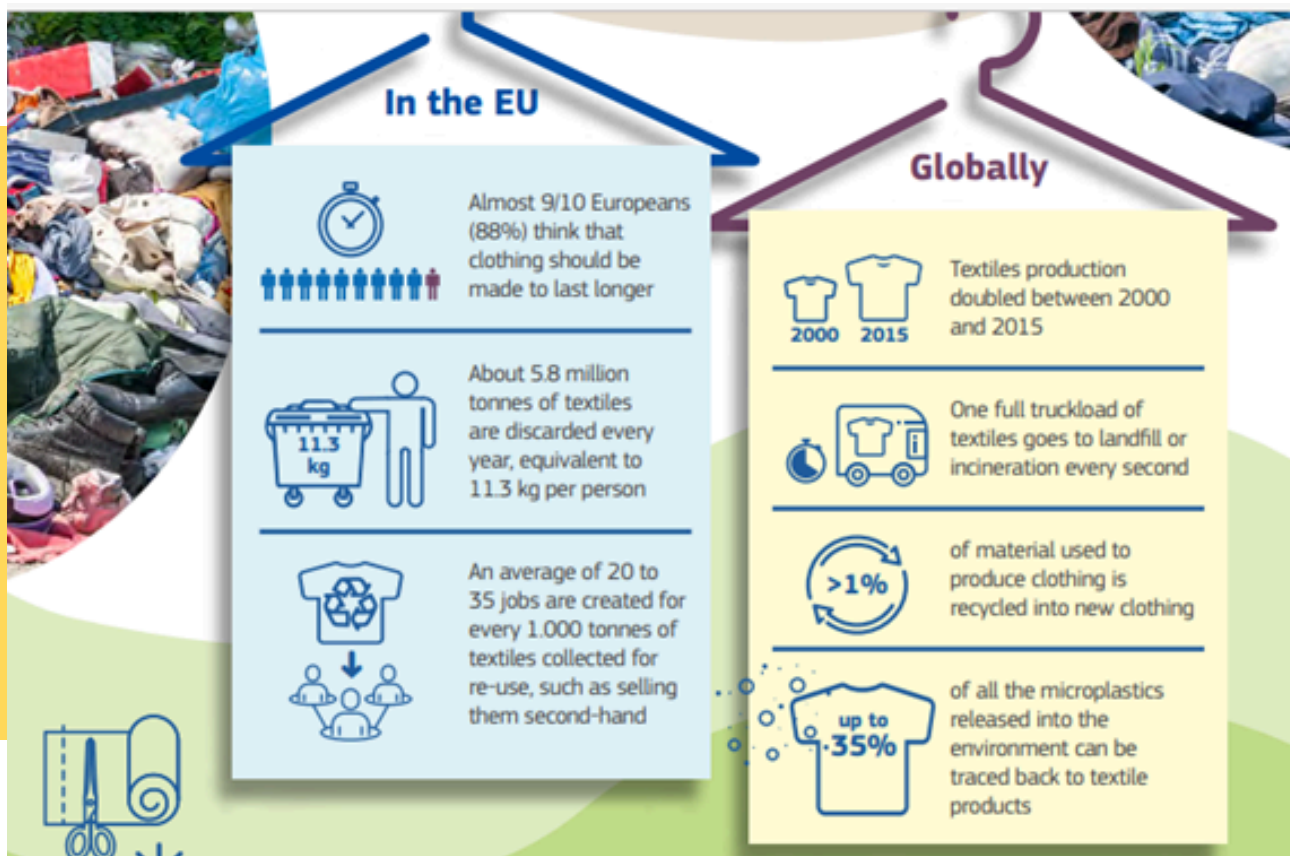 In the EU
Almost 9/10 Europeans
(88%) think that
clothing should be
made to last longer
11.3
kg
About 5.8 million
tonnes of textiles
are discarded every
year, equivalent to
11.3 kg per person
An average of 20 to
35 jobs are created for
every 1.000 tonnes of
textiles collected for
re-use, such as selling
them second-hand
Globally
2000 2015
Textiles production
doubled between 2000
and 2015
One full truckload of
textiles goes to landfill or
incineration every second
>1%
of material used to
produce clothing is
recycled into new clothing
up to
35%
of all the microplastics
released into the
environment can be
traced back to textile
products